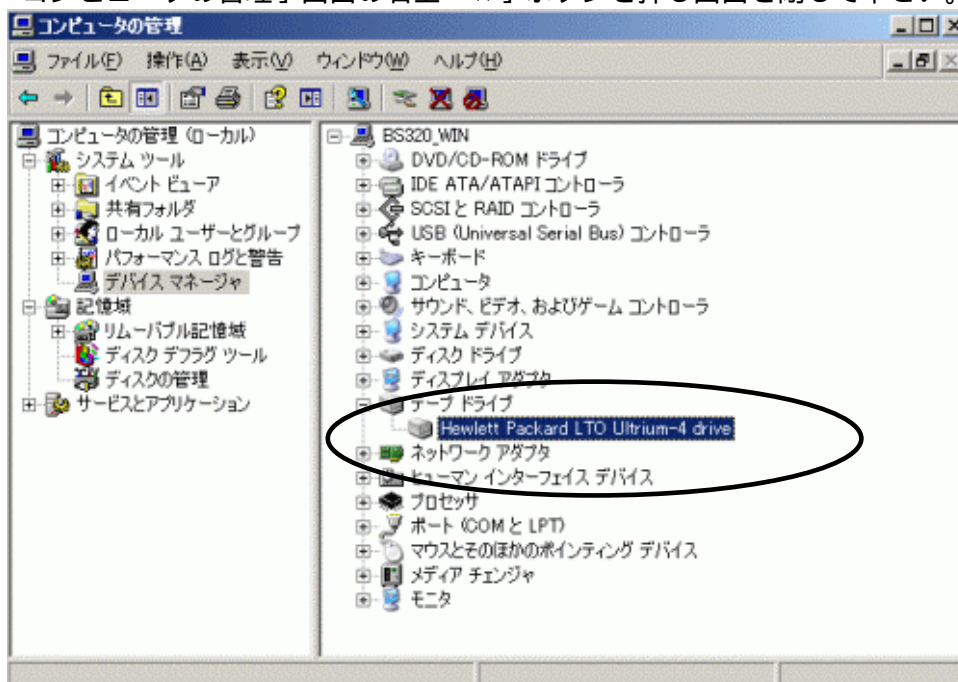 コンピュータの管理
ファイル(F) 操作(A) 表示(V) ウィンドウ(W) ヘルプ(H)
コンピュータの管理 (ローカル)
システム ツール
イベント ビューア
共有フォルダ
ローカル ユーザーとグループ
パフォーマンス ログと警告
デバイス マネージャ
記憶域
リムーバブル記憶域
ディスク デフラグ ツール
ディスクの管理
サービスとアプリケーション
BS320_WIN
DVD/CD-ROM ドライブ
IDE ATA/ATAPI コントローラ
SCSI と RAID コントローラ
USB (Universal Serial Bus) コントローラ
キーボード
コンピュータ
サウンド、ビデオ、およびゲーム コントローラ
システム デバイス
ディスク ドライブ
ディスプレイ アダプタ
テープ ドライブ
Hewlett Packard LTO Ultrium-4 drive
ネットワーク アダプタ
ヒューマン インターフェイス デバイス
プロセッサ
ポート (COM と LPT)
マウスとそのほかのポインティング デバイス
メディア チェンジャ
モニタ